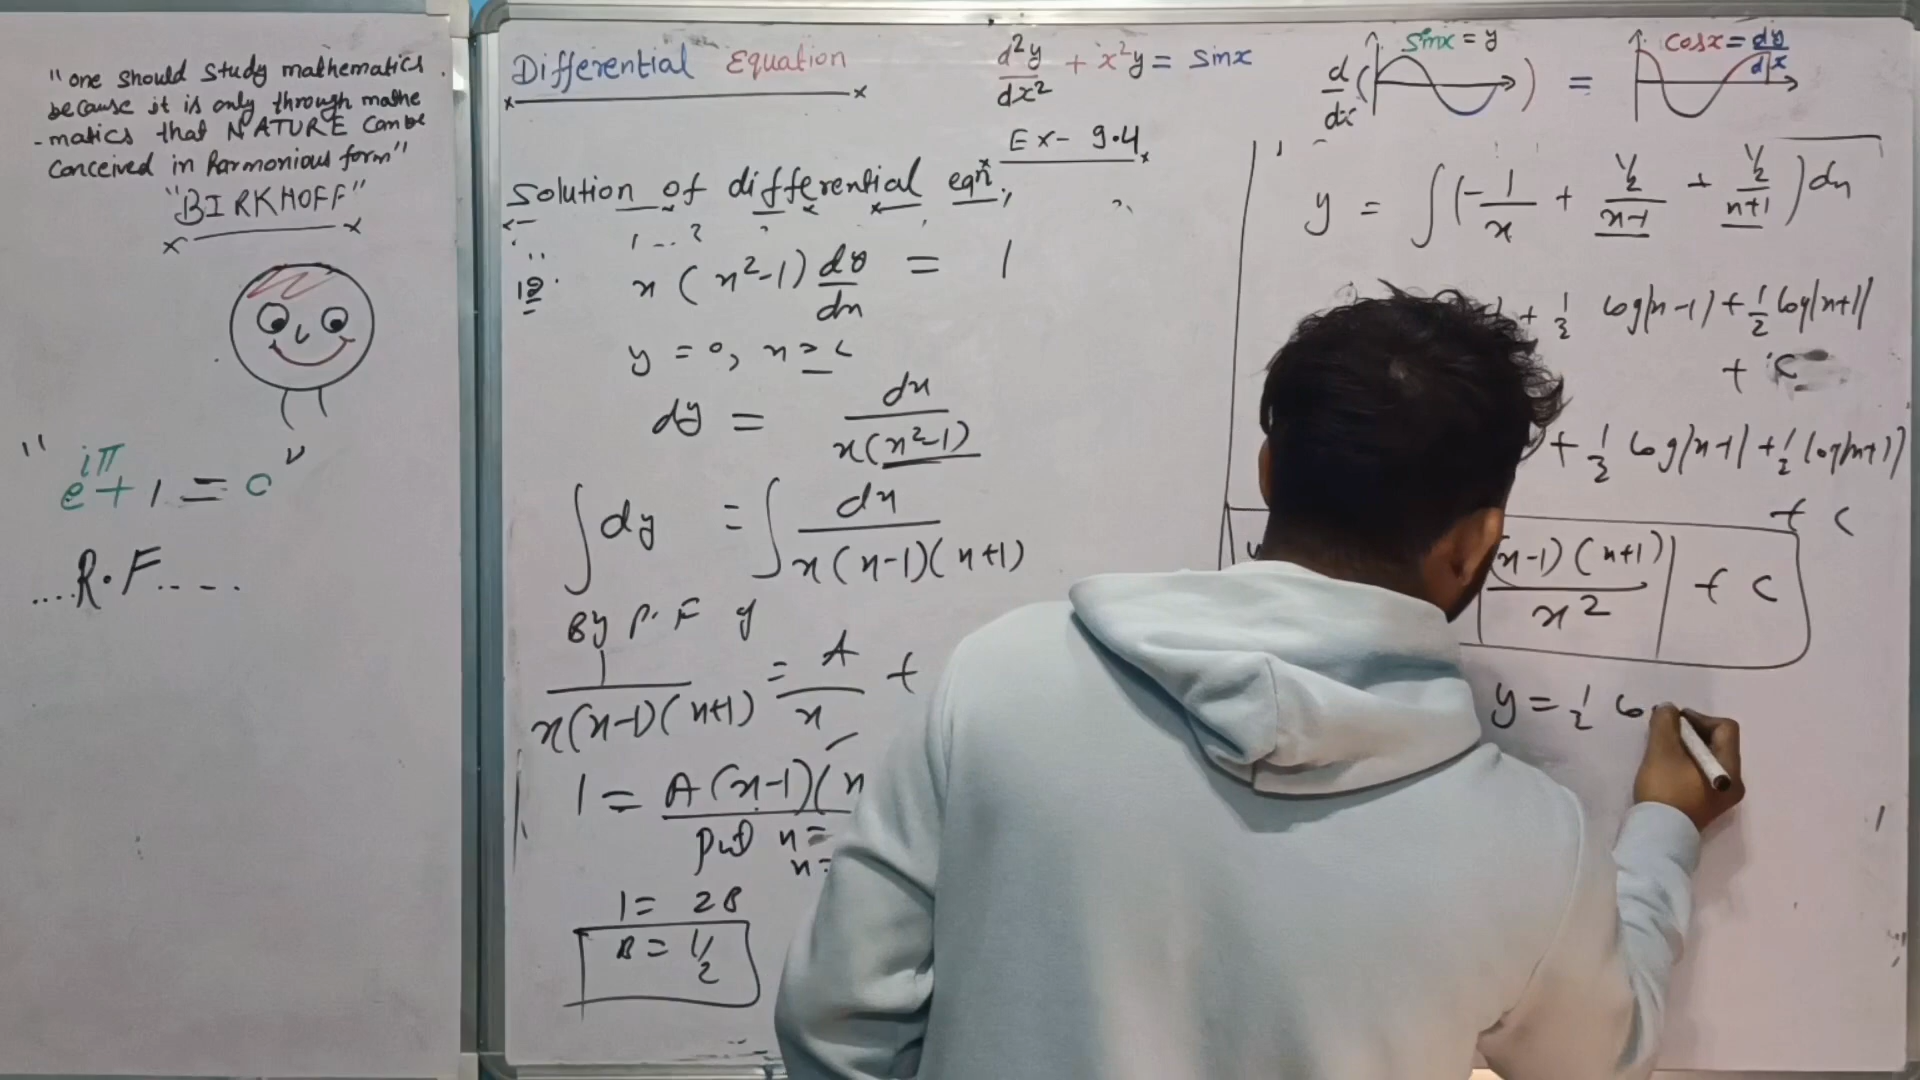 "one should study mathematics.
because it is only through mathe
-matics that NATURE can be
conceived in harmonious form"
"BIRKHOFF"
"e^{iπ} + 1 = 0"
....R.F.....
Differential Equation
d²y/dx² + x²y = sinx
Ex- 9.4
Solution of differential eqn,
x(x²-1) dy/dx = 1
y = 0, x =
dy = dx/x(x²-1)
∫dy = ∫dx/x(x-1)(x+1)
By P.F y
1/x(x-1)(x+1) = A/x +
1 = A(x-1)(x
put x=
x=
1 = 2B
B = 1/2
d/dx ( sinx = y ) = cosx = dy/dx
y = ∫(-1/x + 1/2/x-1 + 1/2/x+1)dx
+ 1/2 log|x-1| + 1/2 log|x+1|
+ C
+ 1/2 log|x-1| + 1/2 log|x+1|
+ C
(x-1)(x+1)/x² | + C
y = 1/2 lo